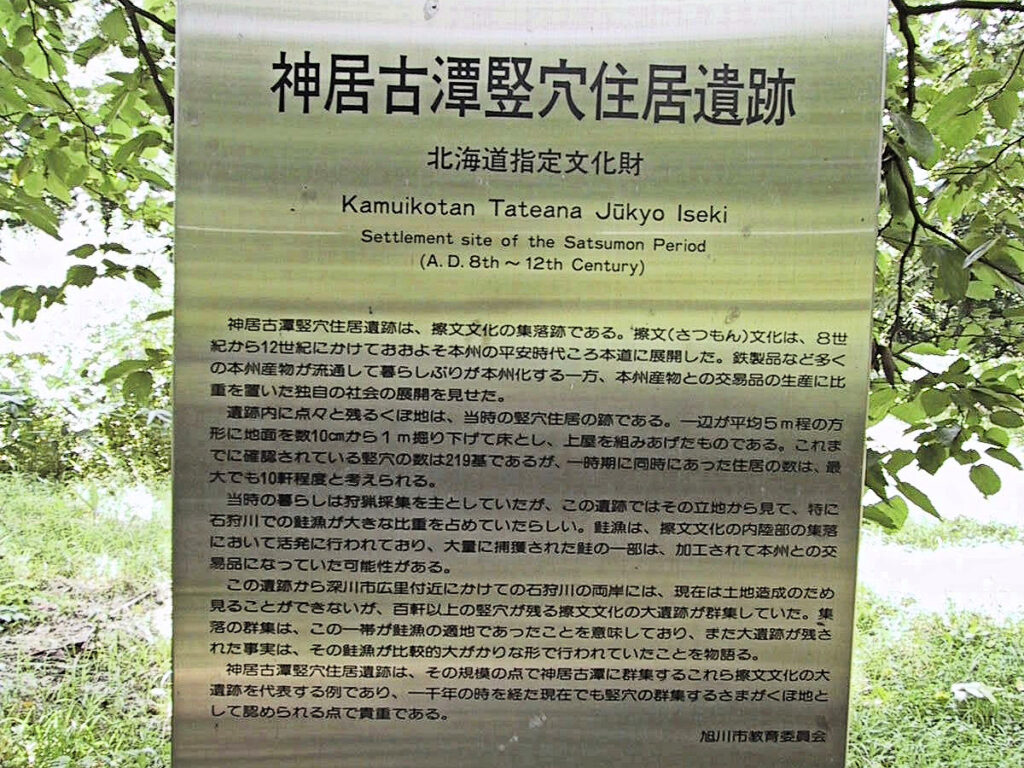 神居古潭竪穴住居遺跡
北海道指定文化財
Kamuikotan Tateana Jūkyo Iseki
Settlement site of the Satsumon Period
(A.D. 8th ～ 12th Century)
神居古潭竪穴住居遺跡は、擦文文化の集落跡である。擦文(さつもん)文化は、8世
紀から12世紀にかけておおよそ本州の平安時代ころ本道に展開した。鉄製品など多く
の本州産物が流通して暮らしぶりが本州化する一方、本州産物との交易品の生産に比
重を置いた独自の社会の展開を見せた。
遺跡内に点々と残るくぼ地は、当時の竪穴住居の跡である。一辺が平均5m程の方
形に地面を数10㎝から1m掘り下げて床とし、上屋を組みあげたものである。これま
でに確認されている竪穴の数は219基であるが、一時期に同時にあった住居の数は、最
大でも10軒程度と考えられる。
当時の暮らしは狩猟採集を主としていたが、この遺跡ではその立地から見て、特に
石狩川での鮭漁が大きな比重を占めていたらしい。鮭漁は、擦文文化の内陸部の集落
において活発に行われており、大量に捕獲された鮭の一部は、加工されて本州との交
易品になっていた可能性がある。
この遺跡から深川市広里付近にかけての石狩川の両岸には、現在は土地造成のため
見ることができないが、百軒以上の竪穴が残る擦文文化の大遺跡が群集していた。集
落の群集は、この一帯が鮭漁の適地であったことを意味しており、また大遺跡が残さ
れた事実は、その鮭漁が比較的大がかりな形で行われていたことを物語る。
神居古潭竪穴住居遺跡は、その規模の点で神居古潭に群集するこれら擦文文化の大
遺跡を代表する例であり、一千年の時を経た現在でも竪穴の群集するさまがくぼ地と
して認められる点で貴重である。
旭川市教育委員会